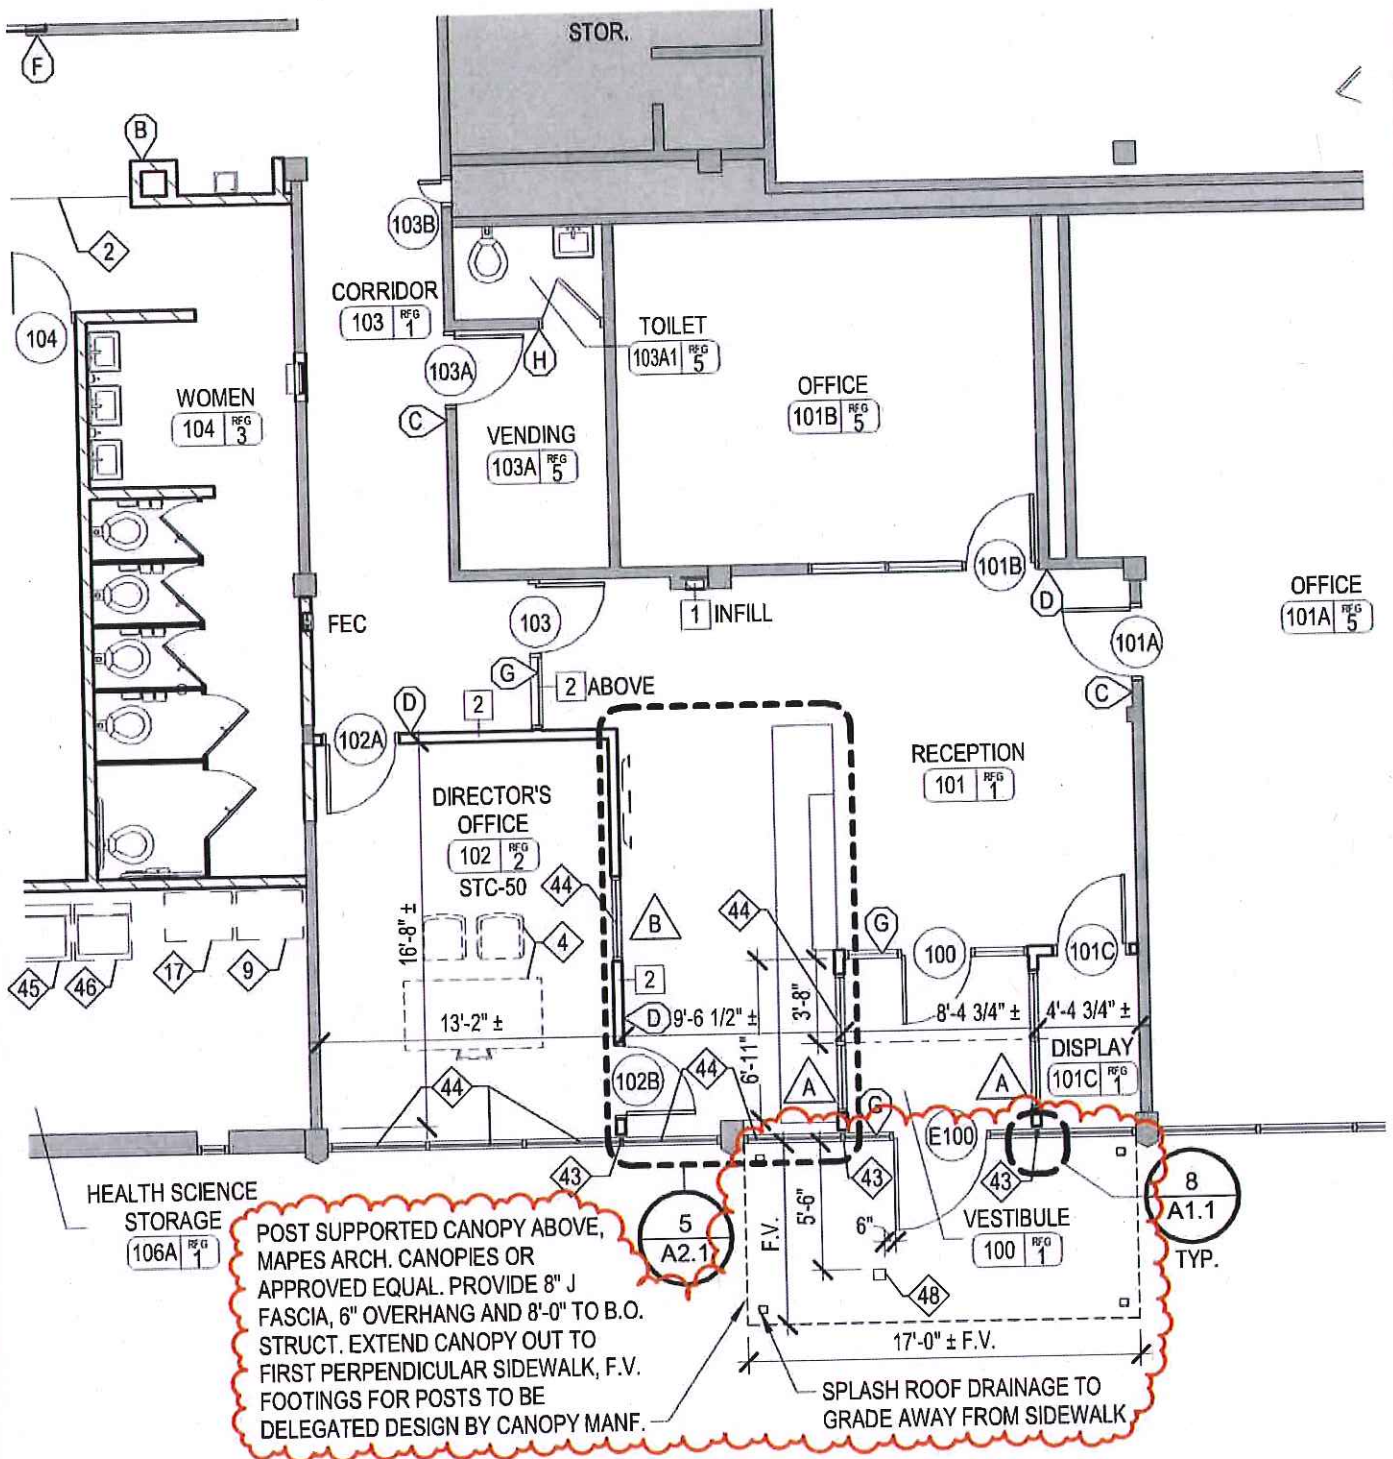 STOR.
F
B
2
104
103B
CORRIDOR
103 RFG 1
103A
C
H
TOILET
103A1 RFG 5
WOMEN
104 RFG 3
VENDING
103A RFG 5
OFFICE
101B RFG 5
101B
D
OFFICE
101A RFG 5
101A
C
FEC
103
1 INFILL
G
2 ABOVE
D
2
102A
DIRECTOR'S
OFFICE
102 RFG 2
STC-50
44
4
16'-8" ±
13'-2" ±
B
2
D
9'-6 1/2" ±
44
RECEPTION
101 RFG 1
G
100
101C
3'-8"
6'-11"
8'-4 3/4" ±
4'-4 3/4" ±
DISPLAY
101C RFG 1
A
A
45
46
17
9
44
102B
44
G
E100
43
43
43
HEALTH SCIENCE
STORAGE
106A RFG 1
5
A2.1
F.V.
5'-6"
6"
VESTIBULE
100 RFG 1
8
A1.1
TYP.
48
17'-0" ± F.V.
POST SUPPORTED CANOPY ABOVE,
MAPES ARCH. CANOPIES OR
APPROVED EQUAL. PROVIDE 8" J
FASCIA, 6" OVERHANG AND 8'-0" TO B.O.
STRUCT. EXTEND CANOPY OUT TO
FIRST PERPENDICULAR SIDEWALK, F.V.
FOOTINGS FOR POSTS TO BE
DELEGATED DESIGN BY CANOPY MANF.
SPLASH ROOF DRAINAGE TO
GRADE AWAY FROM SIDEWALK